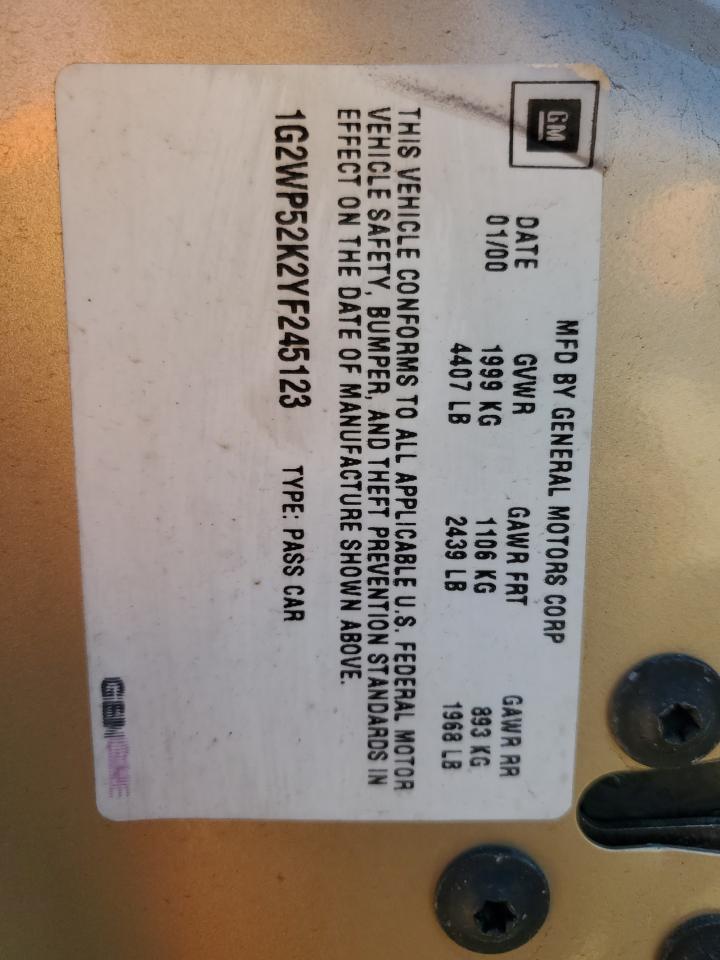 GM
MFD BY GENERAL MOTORS CORP
DATE GVWR GAWR FRT GAWR RR
01/00 1999 KG 1106 KG 893 KG
4407 LB 2439 LB 1968 LB
THIS VEHICLE CONFORMS TO ALL APPLICABLE U.S. FEDERAL MOTOR
VEHICLE SAFETY, BUMPER, AND THEFT PREVENTION STANDARDS IN
EFFECT ON THE DATE OF MANUFACTURE SHOWN ABOVE.
1G2WP52K2YF245123 TYPE: PASS CAR